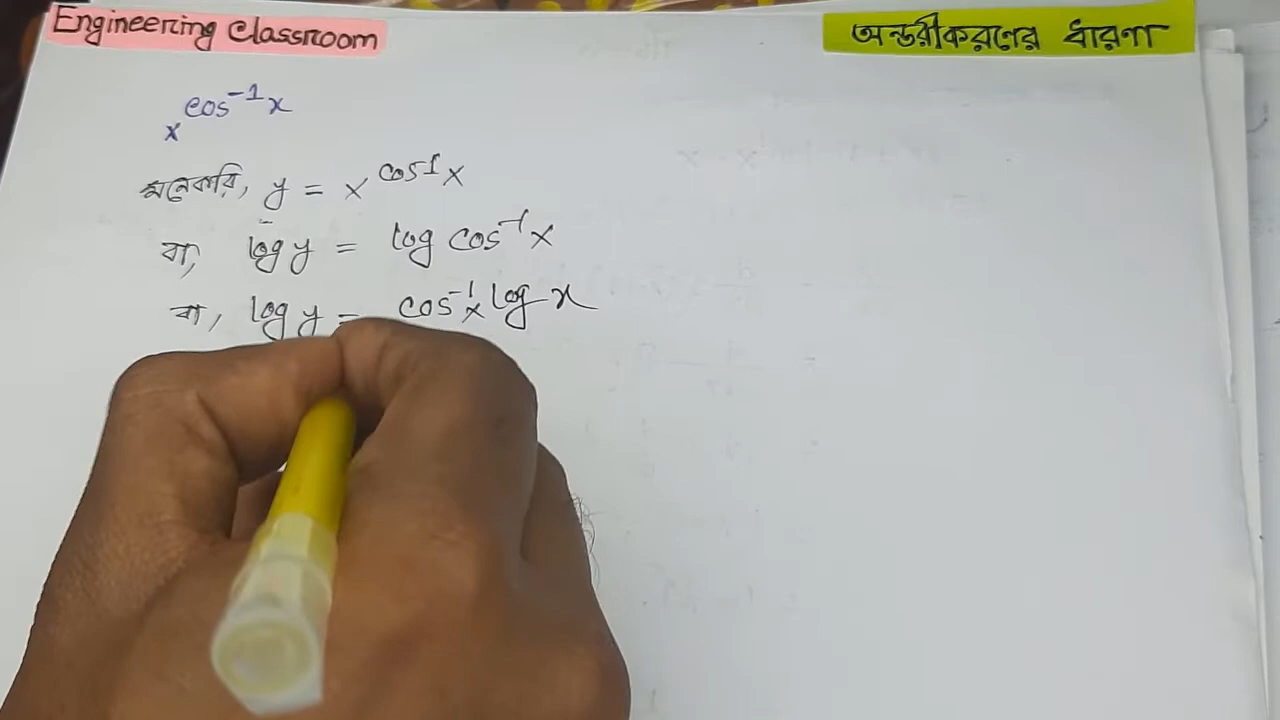 Engineering Classroom
অন্তরীকরণের ধারণা
x^cos⁻¹x
মনেকরি, y = x^cos⁻¹x
বা, log y = log cos⁻¹x
বা, log y = cos⁻¹x log x